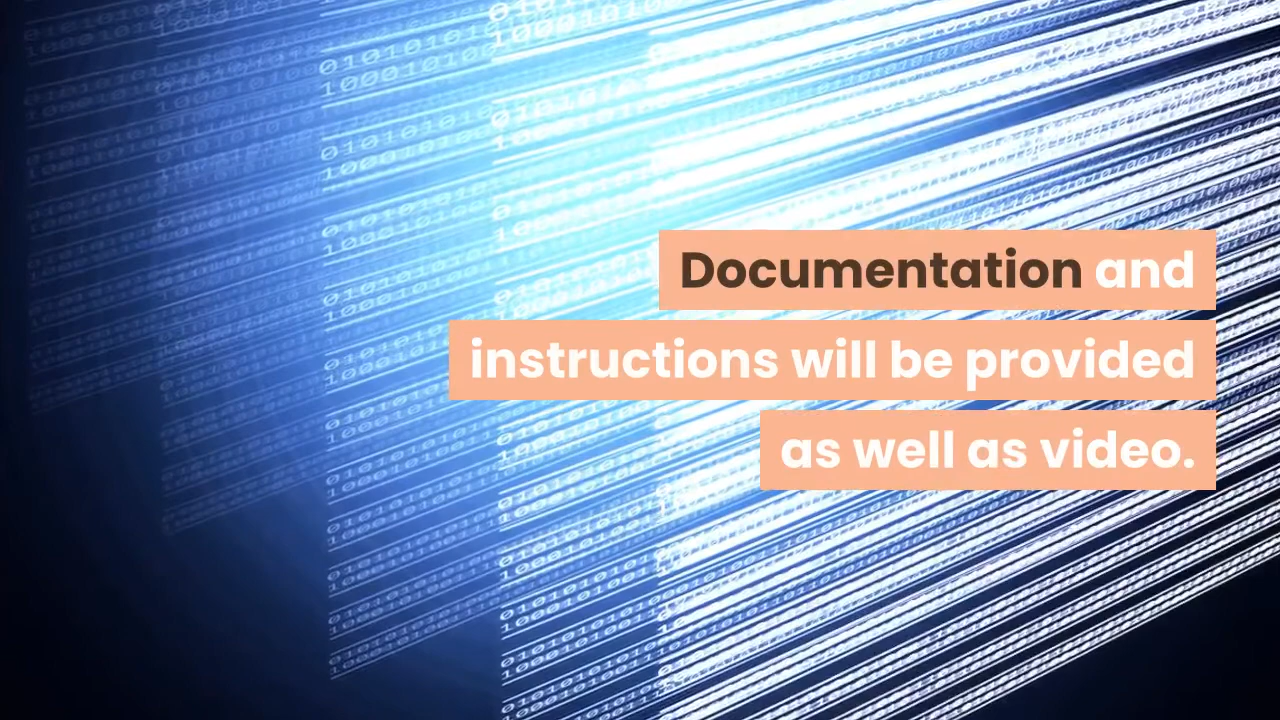 Documentation and
instructions will be provided
as well as video.